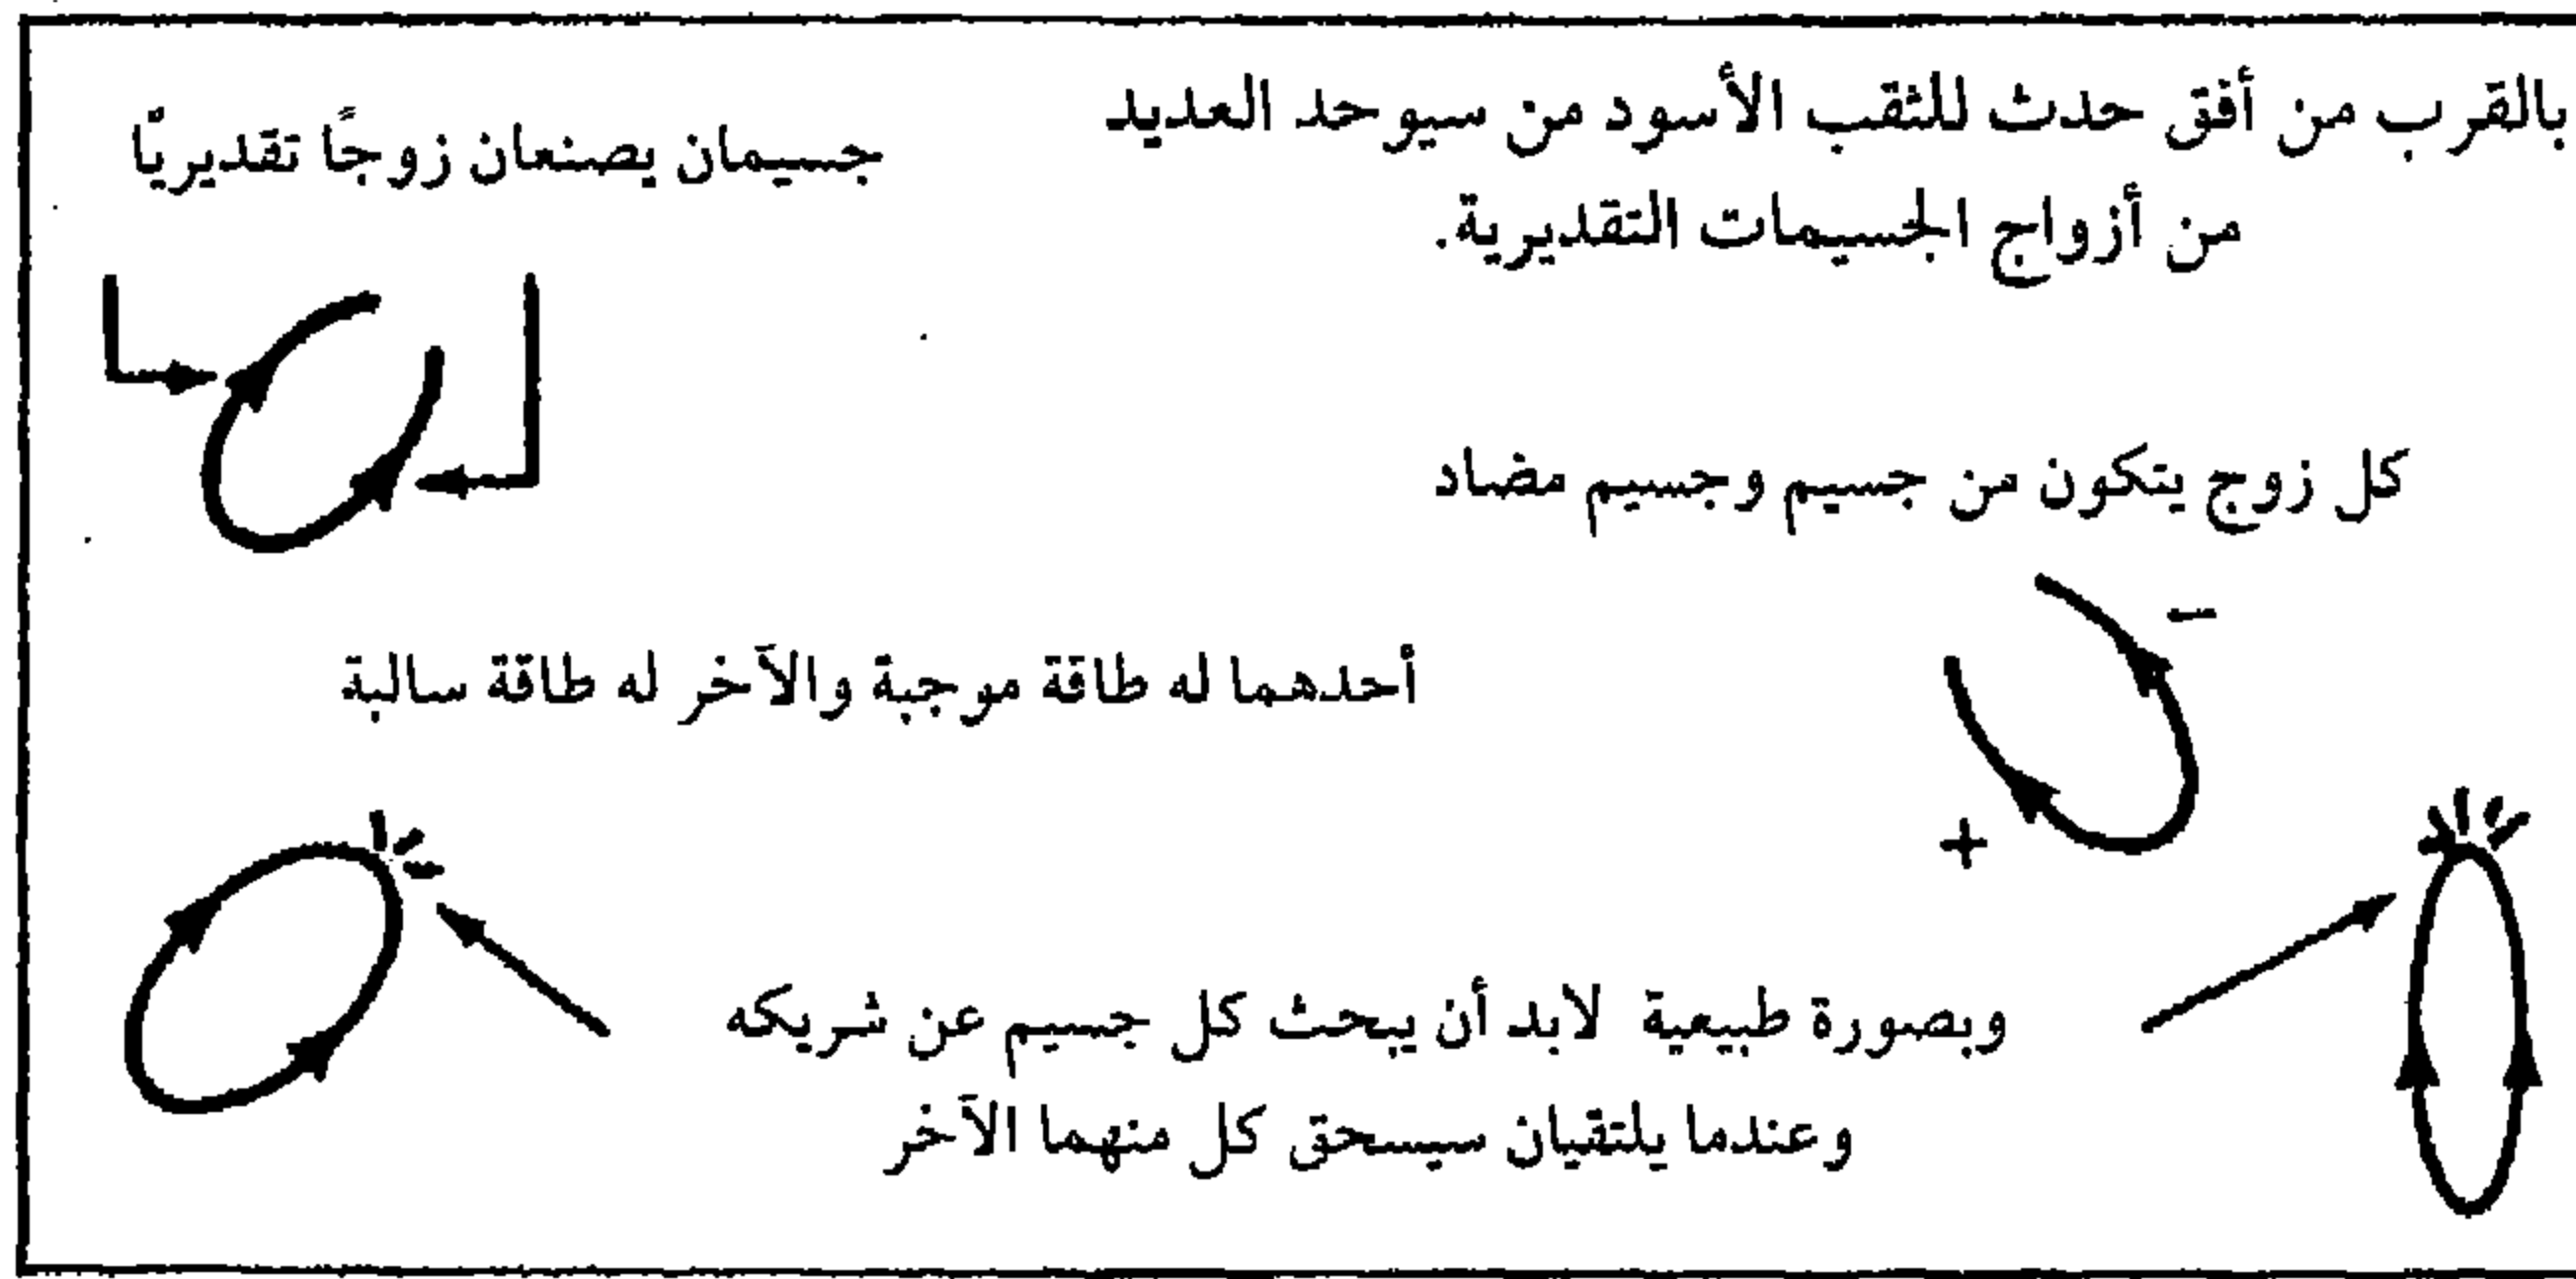 بالقرب من أفق حدث للثقب الأسود من سيوحد العديد
من أزواج الجسيمات التقديرية.
جسيمان يصنعان زوجًا تقديريًا
كل زوج يتكون من جسيم وجسيم مضاد
-
+
أحدهما له طاقة موجبة والآخر له طاقة سالبة
وبصورة طبيعية لابد أن يبحث كل جسيم عن شريكه
وعندما يلتقيان سيسحق كل منهما الآخر